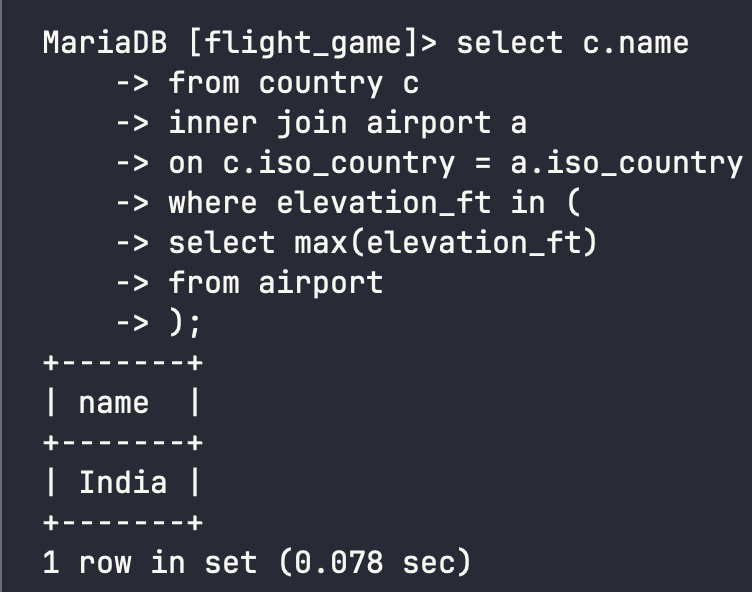 MariaDB [flight_game]> select c.name
    -> from country c
    -> inner join airport a
    -> on c.iso_country = a.iso_country
    -> where elevation_ft in (
    -> select max(elevation_ft)
    -> from airport
    -> );
+-------+
| name  |
+-------+
| India |
+-------+
1 row in set (0.078 sec)